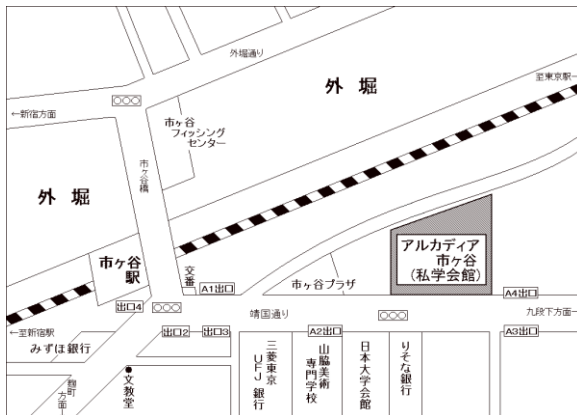 外堀通り
至東京駅→
外 堀
←新宿方面
市ヶ谷
フィッシング
センター
市ヶ谷橋
外 堀
アルカディア
市ヶ谷
(私学会館)
市ヶ谷
駅
交番
A1出口
市ヶ谷プラザ
A4出口
出口4
靖国通り
九段下方面→
←至新宿駅
出口2
出口3
A2出口
A3出口
みずほ銀行
麹町
方面
文教堂
三菱東京
UFJ銀行
山脇美術
専門学校
日本大学会館
りそな銀行